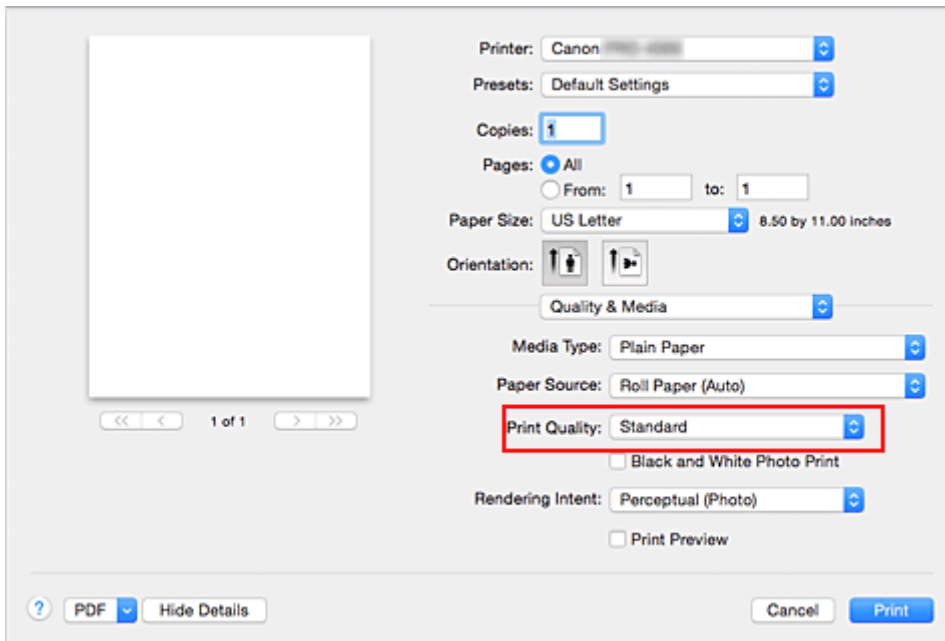 Printer: Canon
Presets: Default Settings
Copies: 1
Pages: All
From: 1 to: 1
Paper Size: US Letter 8.50 by 11.00 inches
Orientation:
Quality & Media
Media Type: Plain Paper
Paper Source: Roll Paper (Auto)
<< < 1 of 1 > >>
Print Quality: Standard
Black and White Photo Print
Rendering Intent: Perceptual (Photo)
Print Preview
? PDF Hide Details Cancel Print